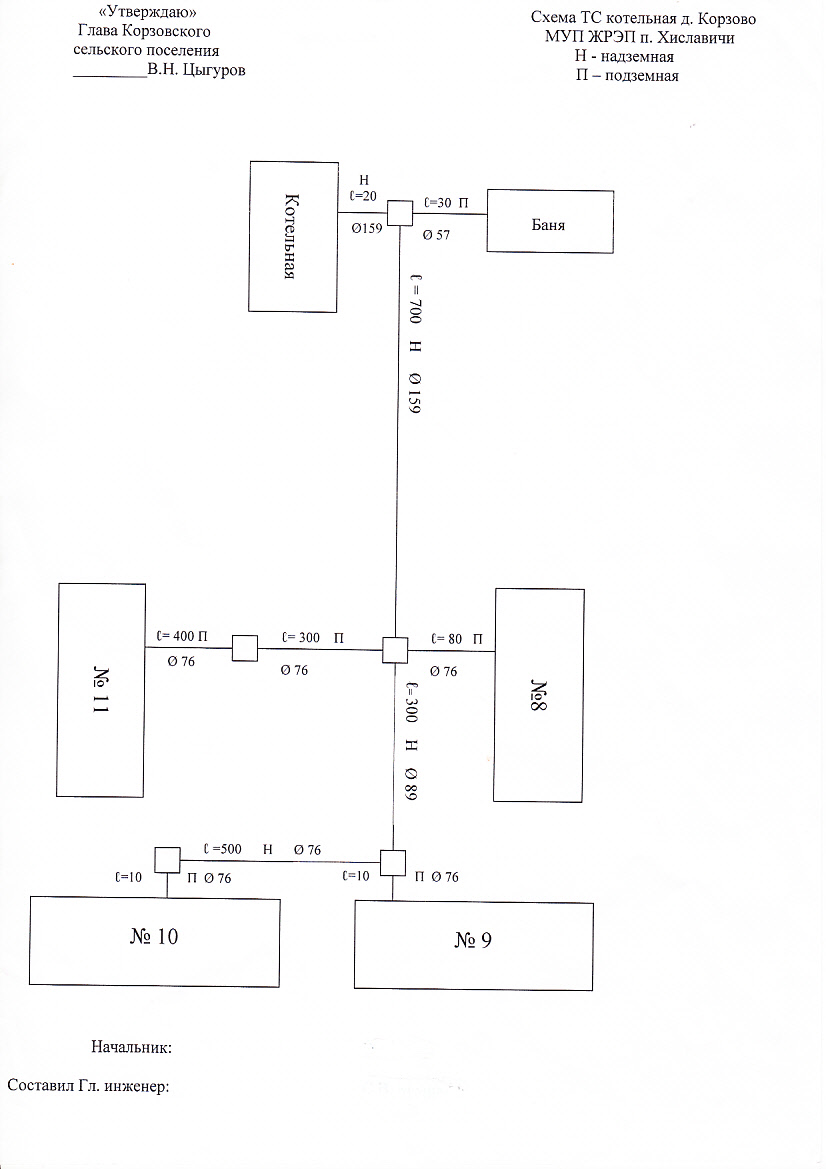 «Утверждаю»
Глава Корзовского
сельского поселения
_________В.Н. Цыгуров
Схема ТС котельная д. Корзово
МУП ЖРЭП п. Хиславичи
Н - надземная
П – подземная
Котельная
Н
ℓ=20
Ø159
ℓ=30 П
Ø 57
Баня
ℓ = 700 Н Ø 159
№ 11
ℓ= 400 П
Ø 76
ℓ= 300 П
Ø 76
ℓ= 80 П
Ø 76
№8
ℓ=300 Н Ø 89
ℓ =500 Н Ø 76
ℓ=10 П Ø 76
ℓ=10 П Ø 76
№ 10
№ 9
Начальник:
Составил Гл. инженер: